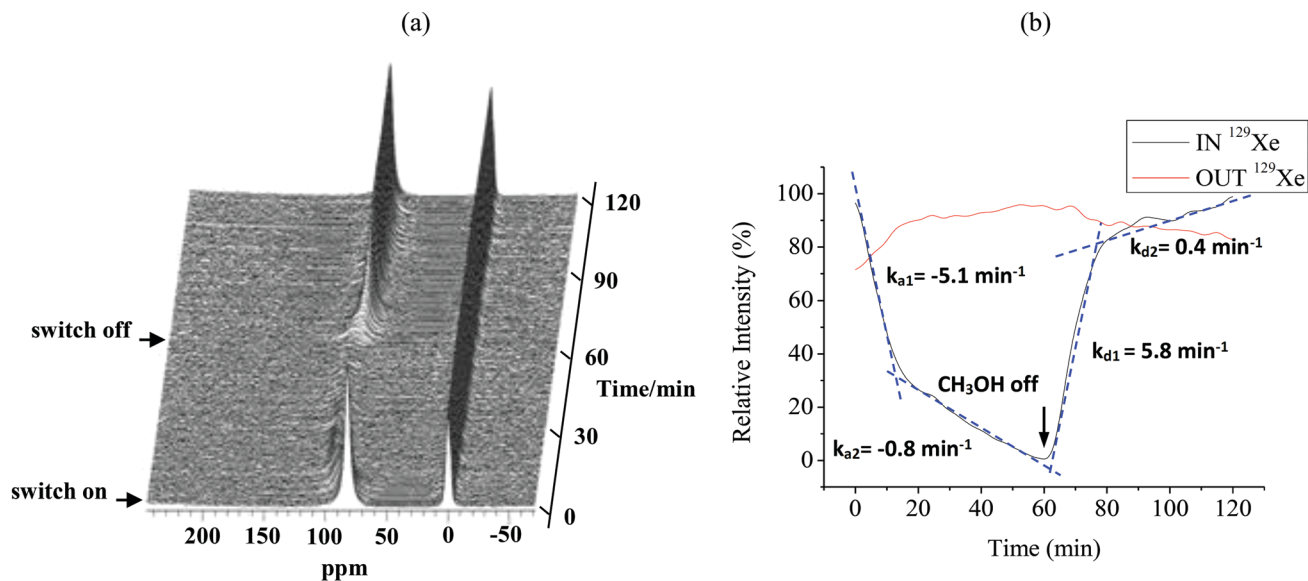 (a)
switch off
switch on
120
90
60
30
0
Time/min
200 150 100 50 0 -50
ppm
(b)
IN ¹²⁹Xe
OUT ¹²⁹Xe
Relative Intensity (%)
100
80
60
40
20
0
kₐ₁= -5.1 min⁻¹
k_d2= 0.4 min⁻¹
k_d1 = 5.8 min⁻¹
CH₃OH off
kₐ₂= -0.8 min⁻¹
0 20 40 60 80 100 120
Time (min)